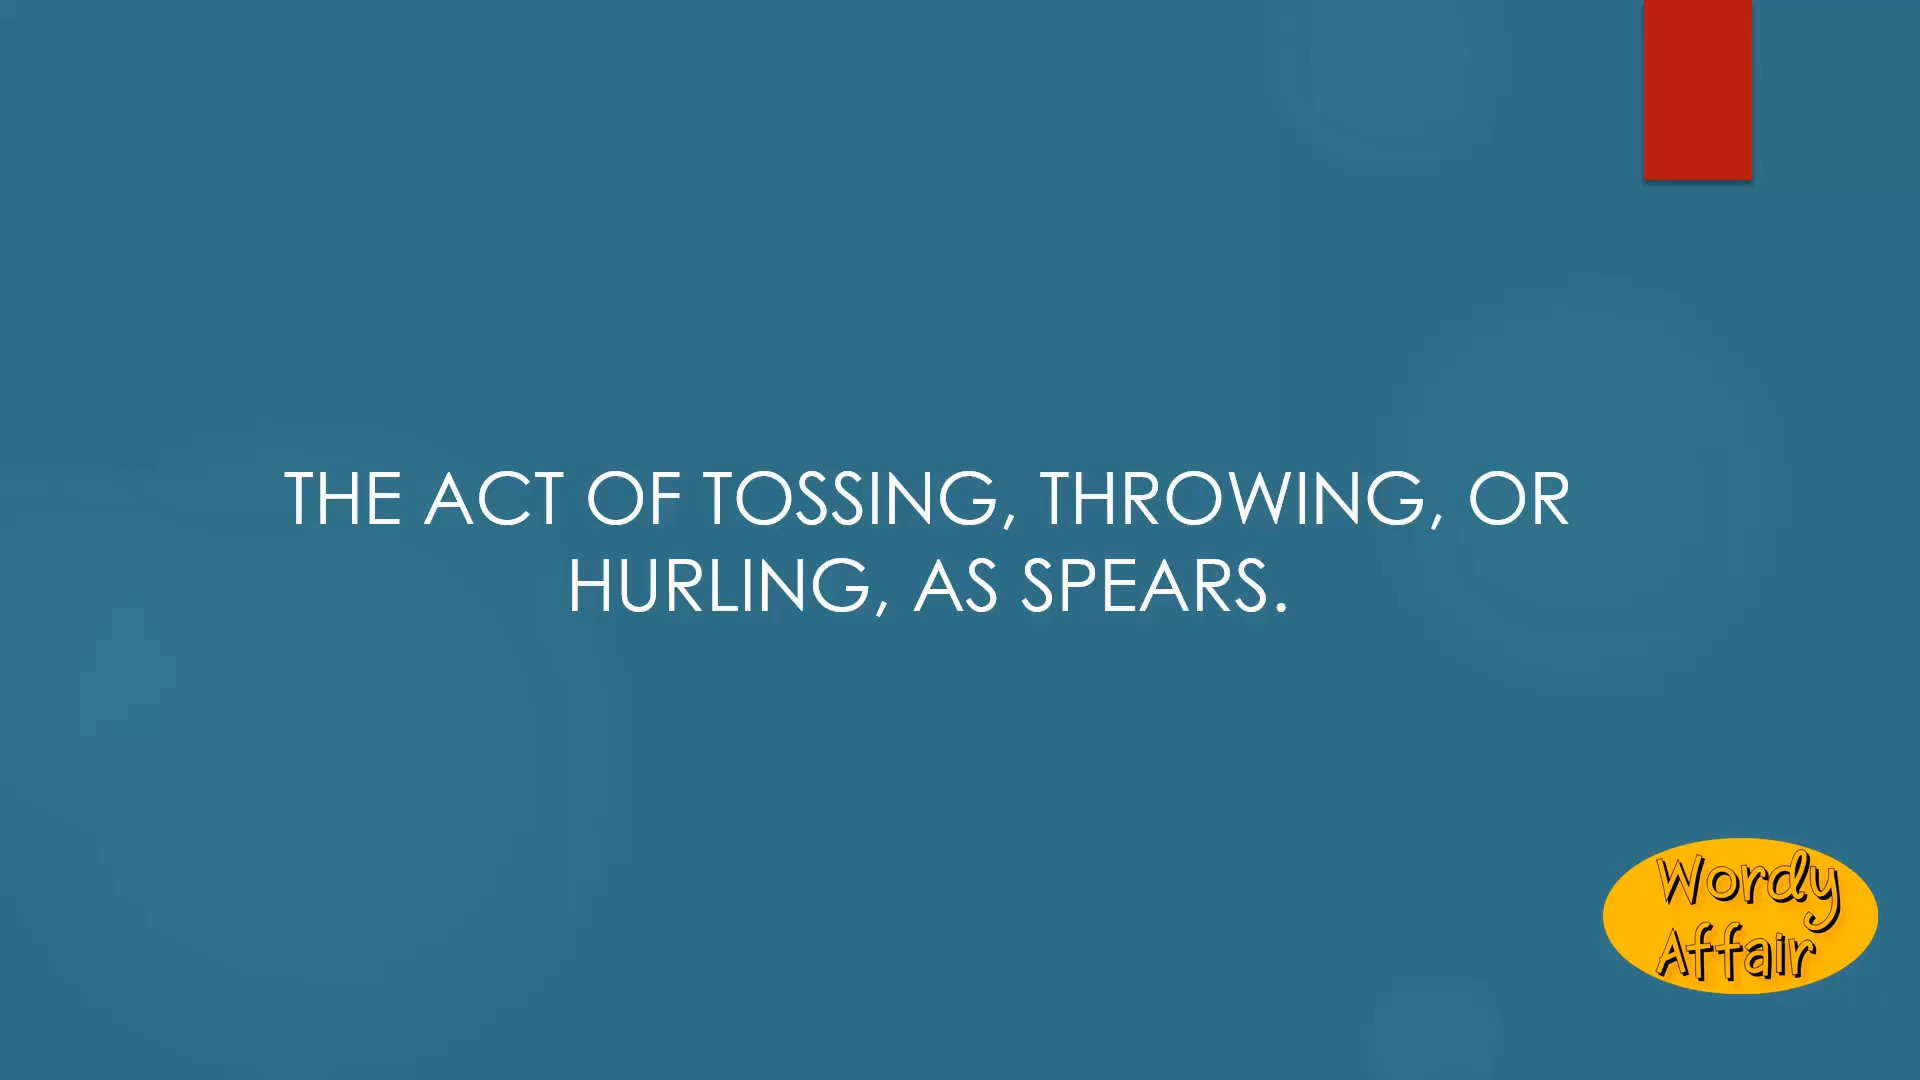 THE ACT OF TOSSING, THROWING, OR
HURLING, AS SPEARS.
Wordy
Affair